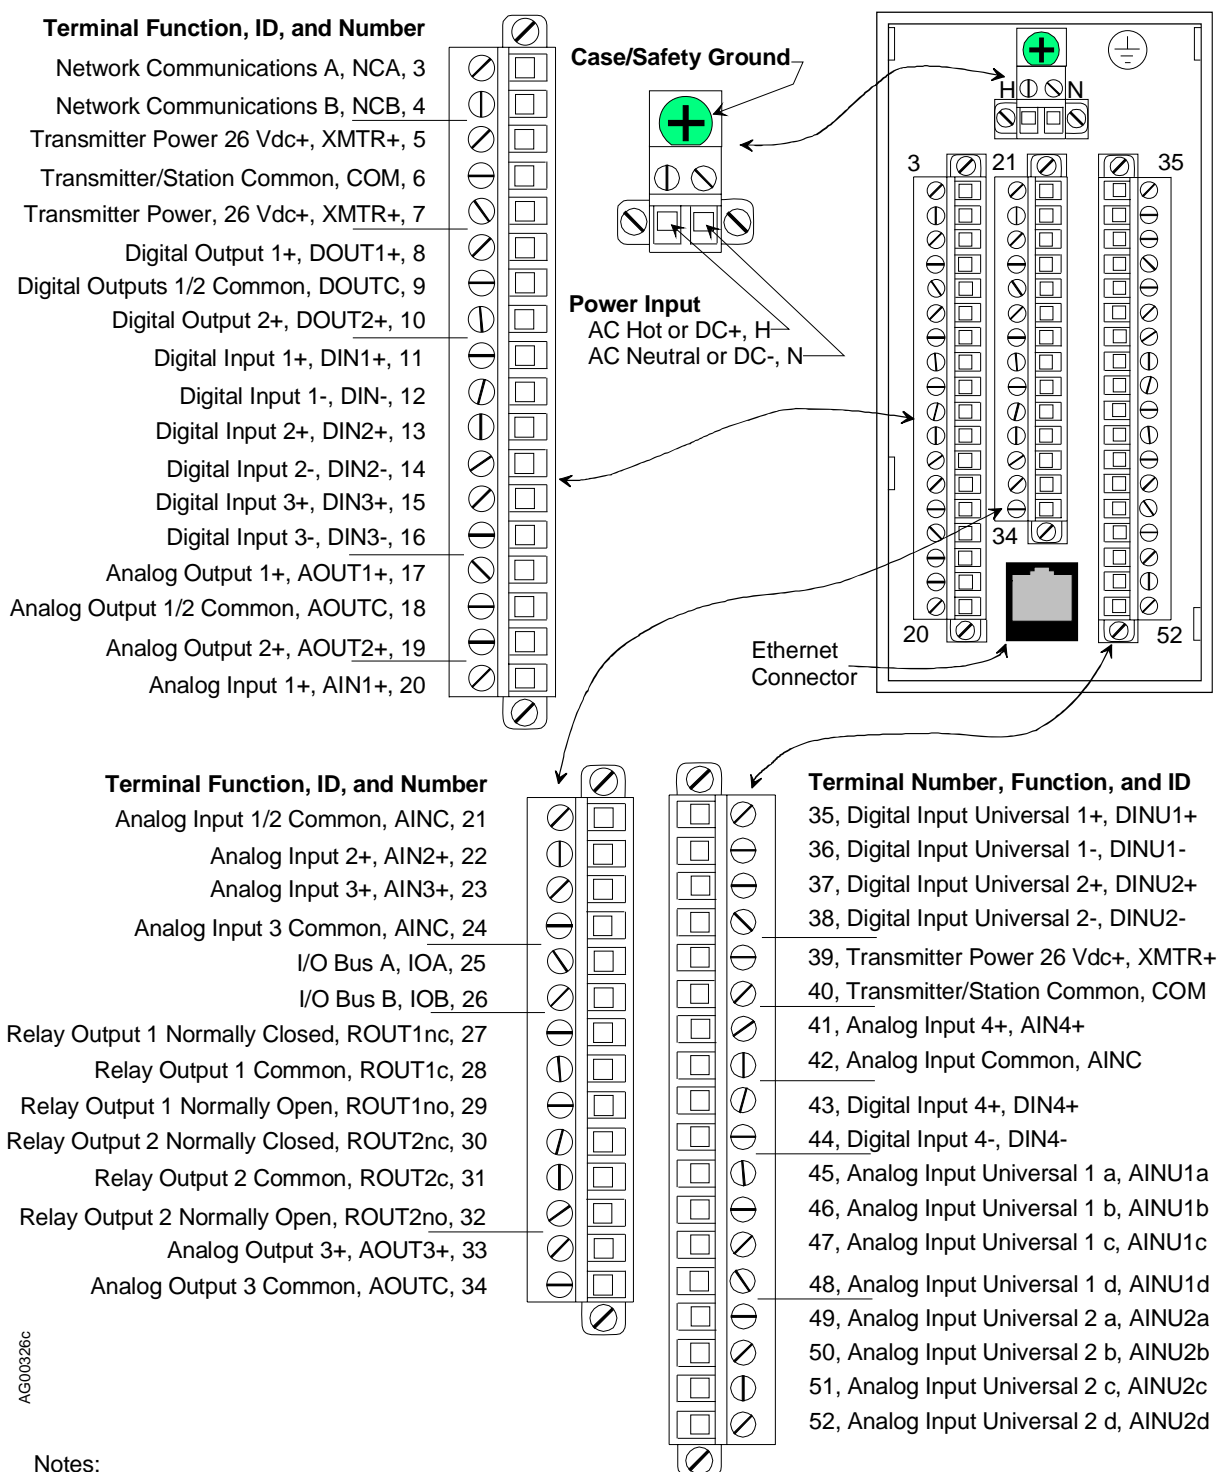 Terminal Function, ID, and Number
Network Communications A, NCA, 3
Network Communications B, NCB, 4
Transmitter Power 26 Vdc+, XMTR+, 5
Transmitter/Station Common, COM, 6
Transmitter Power, 26 Vdc+, XMTR+, 7
Digital Output 1+, DOUT1+, 8
Digital Outputs 1/2 Common, DOUTC, 9
Digital Output 2+, DOUT2+, 10
Digital Input 1+, DIN1+, 11
Digital Input 1-, DIN-, 12
Digital Input 2+, DIN2+, 13
Digital Input 2-, DIN2-, 14
Digital Input 3+, DIN3+, 15
Digital Input 3-, DIN3-, 16
Analog Output 1+, AOUT1+, 17
Analog Output 1/2 Common, AOUTC, 18
Analog Output 2+, AOUT2+, 19
Analog Input 1+, AIN1+, 20
Case/Safety Ground
Power Input
AC Hot or DC+, H
AC Neutral or DC-, N
H N
3 21 35
34
20 52
Ethernet
Connector
Terminal Function, ID, and Number
Analog Input 1/2 Common, AINC, 21
Analog Input 2+, AIN2+, 22
Analog Input 3+, AIN3+, 23
Analog Input 3 Common, AINC, 24
I/O Bus A, IOA, 25
I/O Bus B, IOB, 26
Relay Output 1 Normally Closed, ROUT1nc, 27
Relay Output 1 Common, ROUT1c, 28
Relay Output 1 Normally Open, ROUT1no, 29
Relay Output 2 Normally Closed, ROUT2nc, 30
Relay Output 2 Common, ROUT2c, 31
Relay Output 2 Normally Open, ROUT2no, 32
Analog Output 3+, AOUT3+, 33
Analog Output 3 Common, AOUTC, 34
Terminal Number, Function, and ID
35, Digital Input Universal 1+, DINU1+
36, Digital Input Universal 1-, DINU1-
37, Digital Input Universal 2+, DINU2+
38, Digital Input Universal 2-, DINU2-
39, Transmitter Power 26 Vdc+, XMTR+
40, Transmitter/Station Common, COM
41, Analog Input 4+, AIN4+
42, Analog Input Common, AINC
43, Digital Input 4+, DIN4+
44, Digital Input 4-, DIN4-
45, Analog Input Universal 1 a, AINU1a
46, Analog Input Universal 1 b, AINU1b
47, Analog Input Universal 1 c, AINU1c
48, Analog Input Universal 1 d, AINU1d
49, Analog Input Universal 2 a, AINU2a
50, Analog Input Universal 2 b, AINU2b
51, Analog Input Universal 2 c, AINU2c
52, Analog Input Universal 2 d, AINU2d
AG00326c
Notes: